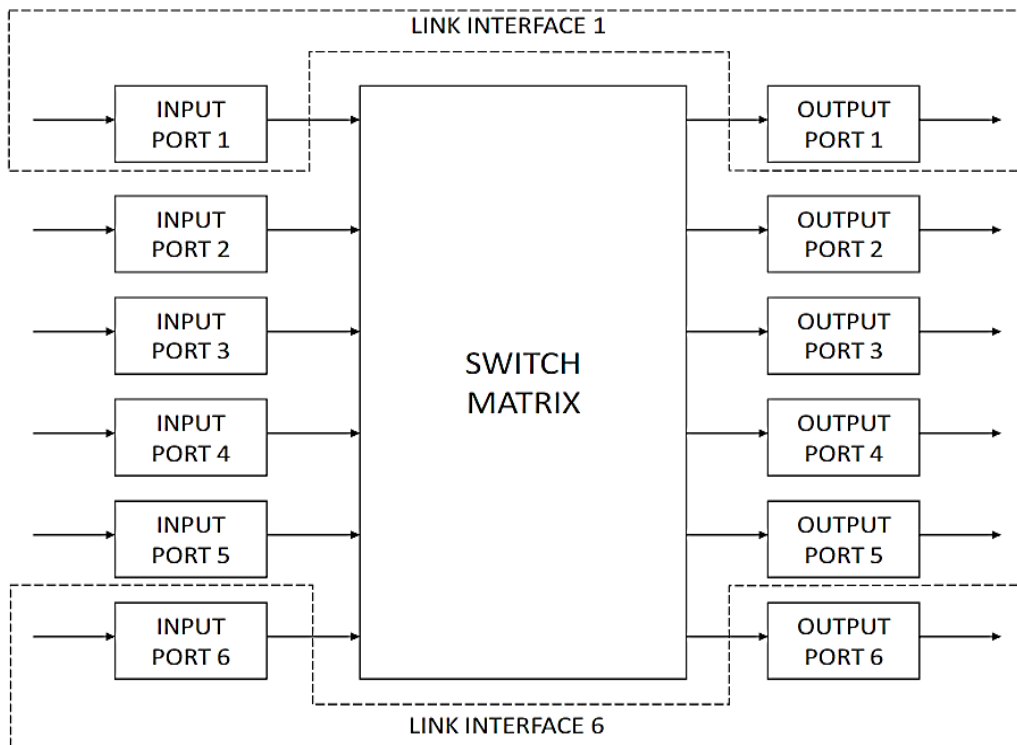 LINK INTERFACE 1
INPUT
PORT 1
OUTPUT
PORT 1
INPUT
PORT 2
OUTPUT
PORT 2
INPUT
PORT 3
OUTPUT
PORT 3
SWITCH
MATRIX
INPUT
PORT 4
OUTPUT
PORT 4
INPUT
PORT 5
OUTPUT
PORT 5
INPUT
PORT 6
OUTPUT
PORT 6
LINK INTERFACE 6